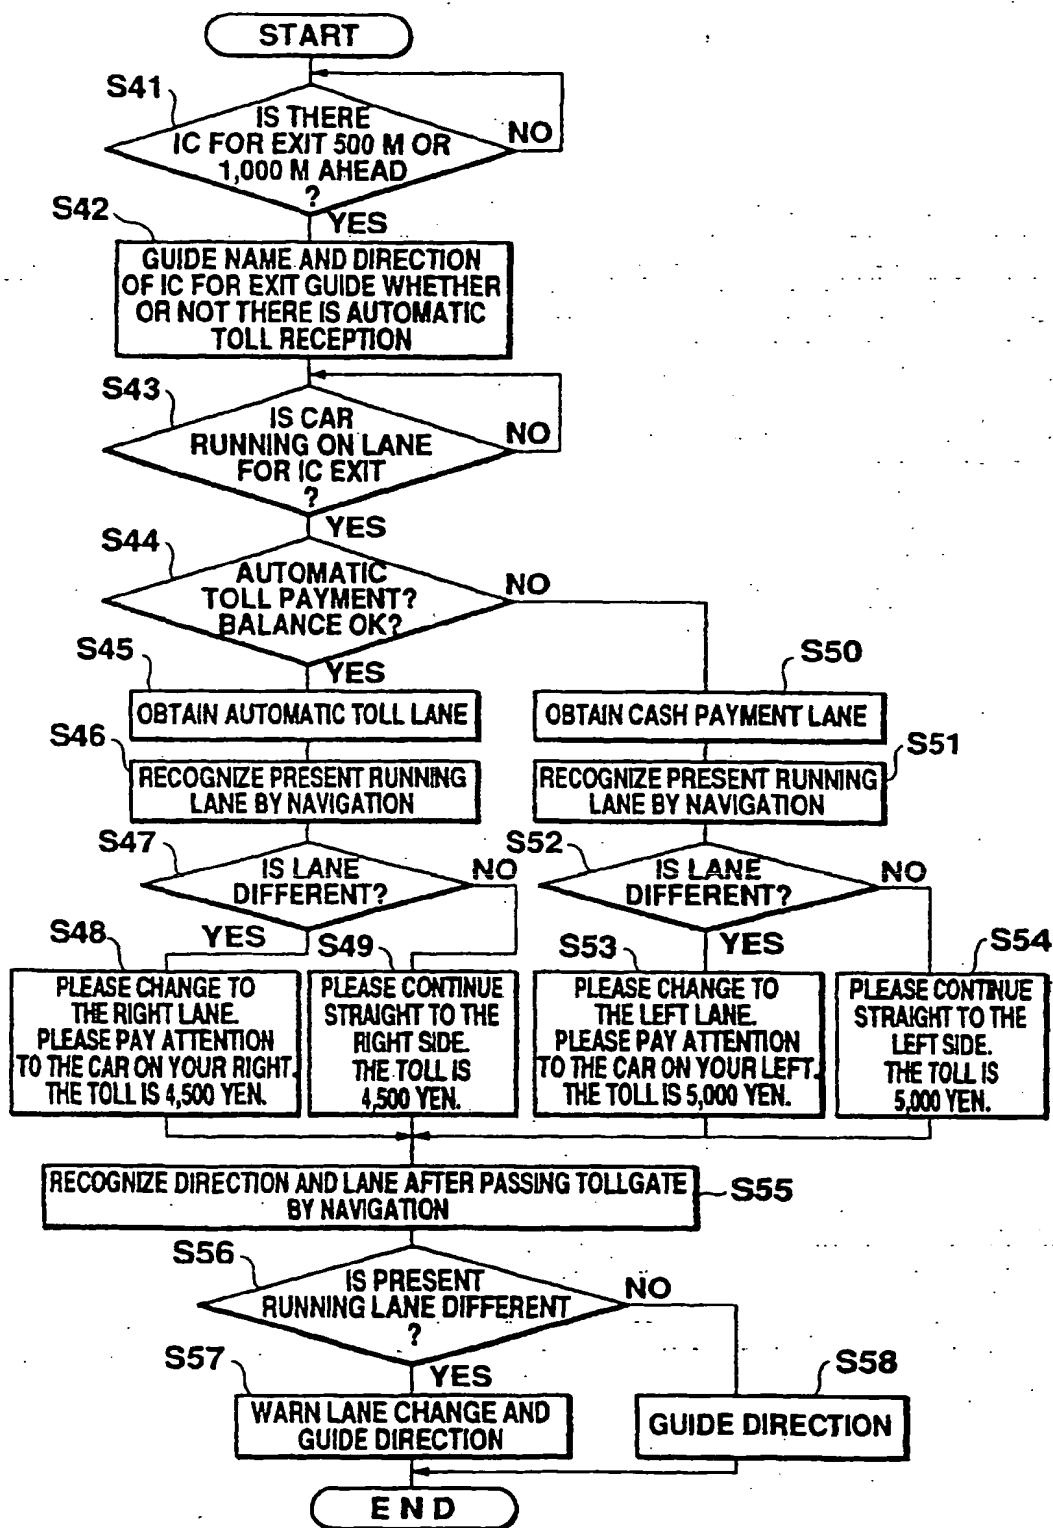 START
S41
IS THERE
IC FOR EXIT 500 M OR
1,000 M AHEAD
?
NO
YES
S42
GUIDE NAME AND DIRECTION
OF IC FOR EXIT GUIDE WHETHER
OR NOT THERE IS AUTOMATIC
TOLL RECEPTION
S43
IS CAR
RUNNING ON LANE
FOR IC EXIT
?
NO
YES
S44
AUTOMATIC
TOLL PAYMENT?
BALANCE OK?
NO
YES
S45
OBTAIN AUTOMATIC TOLL LANE
S46
RECOGNIZE PRESENT RUNNING
LANE BY NAVIGATION
S47
IS LANE
DIFFERENT?
NO
YES
S48
PLEASE CHANGE TO
THE RIGHT LANE.
PLEASE PAY ATTENTION
TO THE CAR ON YOUR RIGHT.
THE TOLL IS 4,500 YEN.
S49
PLEASE CONTINUE
STRAIGHT TO THE
RIGHT SIDE.
THE TOLL IS
4,500 YEN.
S50
OBTAIN CASH PAYMENT LANE
S51
RECOGNIZE PRESENT RUNNING
LANE BY NAVIGATION
S52
IS LANE
DIFFERENT?
NO
YES
S53
PLEASE CHANGE TO
THE LEFT LANE.
PLEASE PAY ATTENTION
TO THE CAR ON YOUR LEFT.
THE TOLL IS 5,000 YEN.
S54
PLEASE CONTINUE
STRAIGHT TO THE
LEFT SIDE.
THE TOLL IS
5,000 YEN.
RECOGNIZE DIRECTION AND LANE AFTER PASSING TOLLGATE
BY NAVIGATION
S55
S56
IS PRESENT
RUNNING LANE DIFFERENT
?
NO
YES
S57
WARN LANE CHANGE AND
GUIDE DIRECTION
S58
GUIDE DIRECTION
END